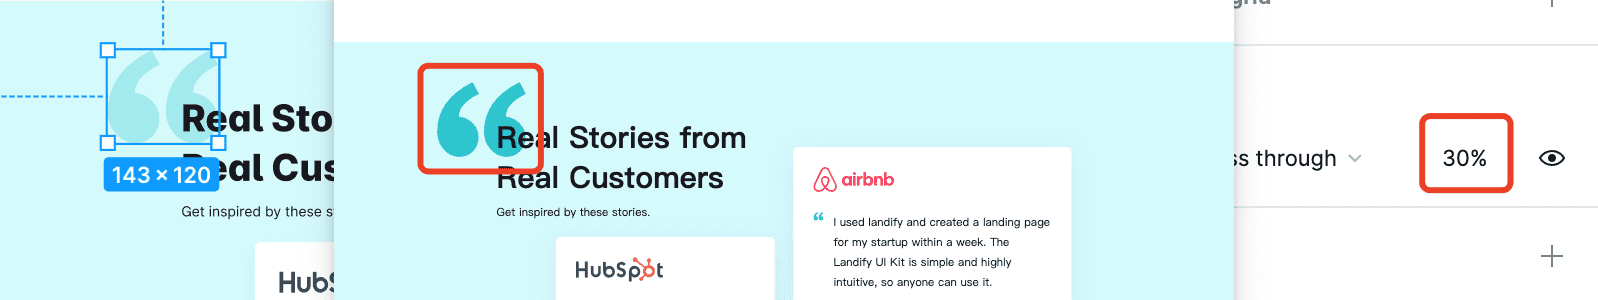 Real Sto
Real Cus
143 × 120
Get inspired by these s
HubS
Real Stories from
Real Customers
Get inspired by these stories.
HubSpot
airbnb
“ I used landify and created a landing page
for my startup within a week. The
Landify UI Kit is simple and highly
intuitive, so anyone can use it.
grid
ss through
30%